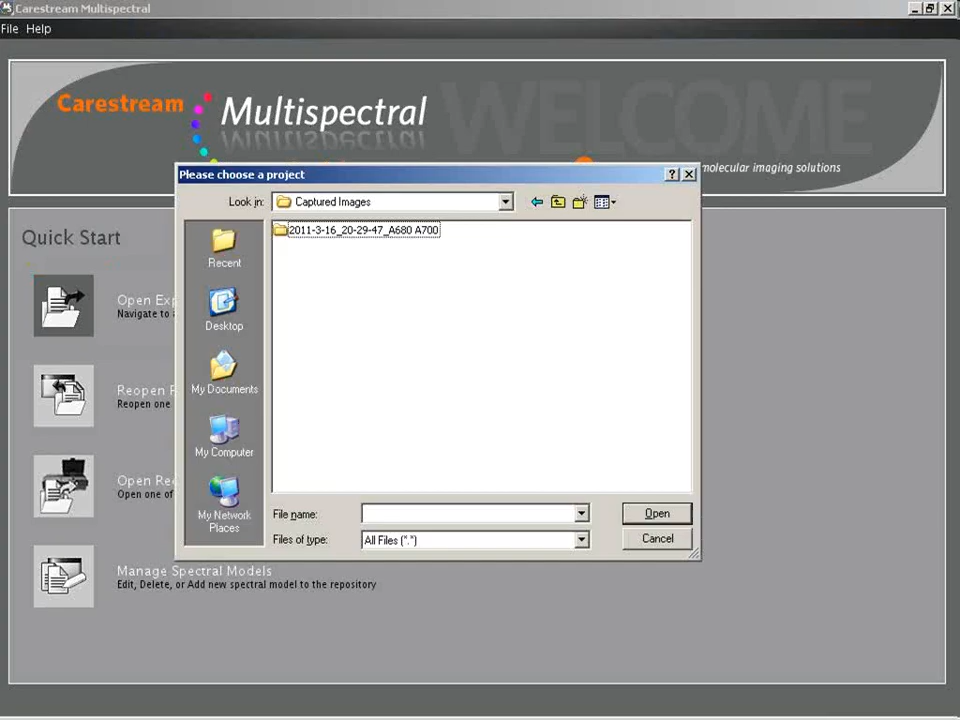 Carestream Multispectral
File Help
Carestream Multispectral WELCOME
molecular imaging solutions
Please choose a project
Look in: Captured Images
2011-3-16_20-29-47_A680 A700
Recent
Desktop
My Documents
My Computer
My Network
Places
File name:
Open
Files of type: All Files (*.*)
Cancel
Quick Start
Open
Navigate to
Reopen
Reopen one
Open
Open one of
Manage Spectral Models
Edit, Delete, or Add new spectral model to the repository